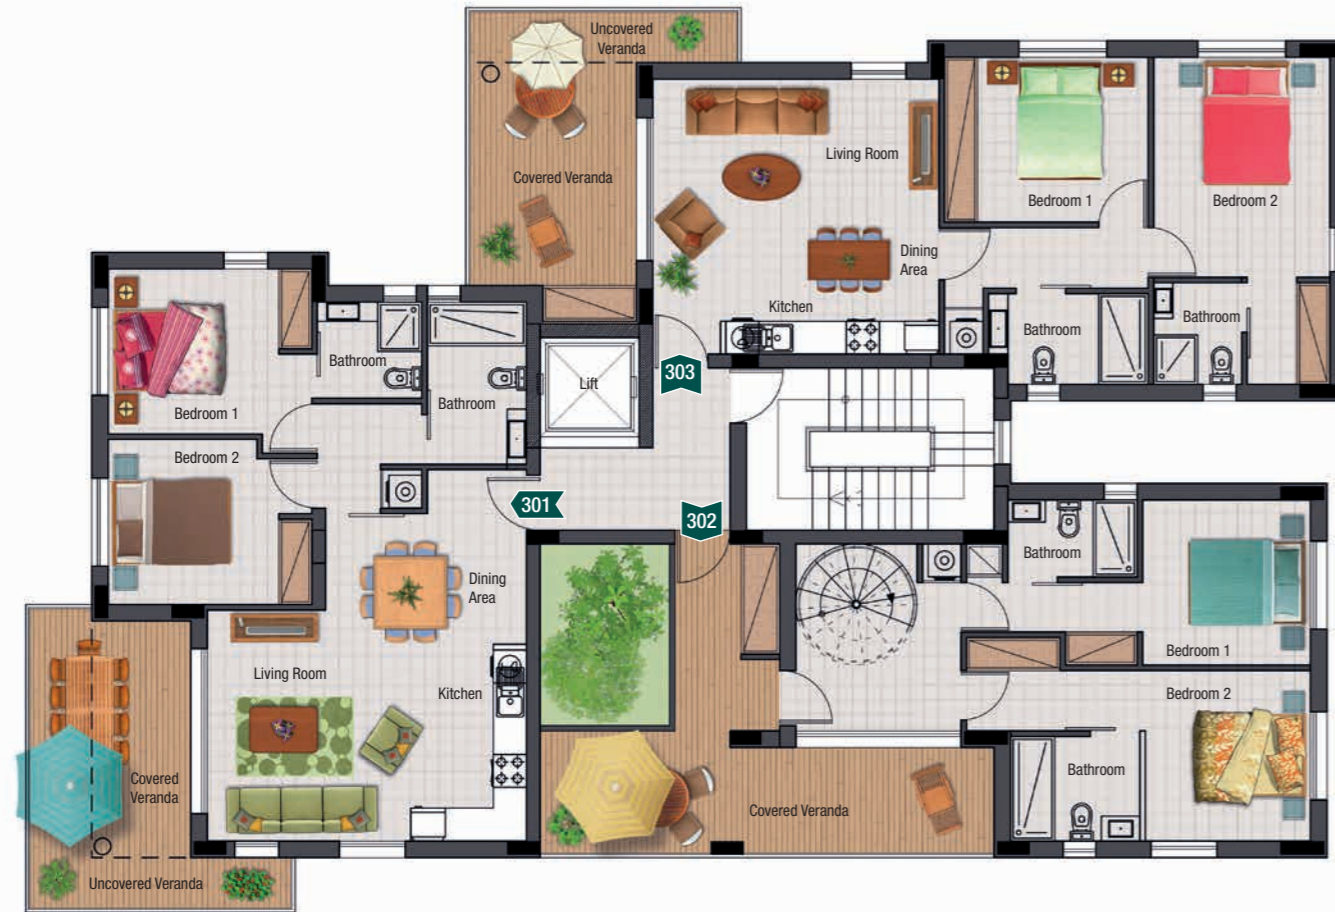 Uncovered
Veranda
Covered Veranda
Living Room
Dining
Area
Kitchen
Bedroom 1
Bedroom 2
Bathroom
Bathroom
303
Lift
Bedroom 1
Bathroom
Bathroom
Bedroom 2
301
302
Dining
Area
Living Room
Kitchen
Covered
Veranda
Uncovered Veranda
Bathroom
Bedroom 1
Bedroom 2
Bathroom
Covered Veranda